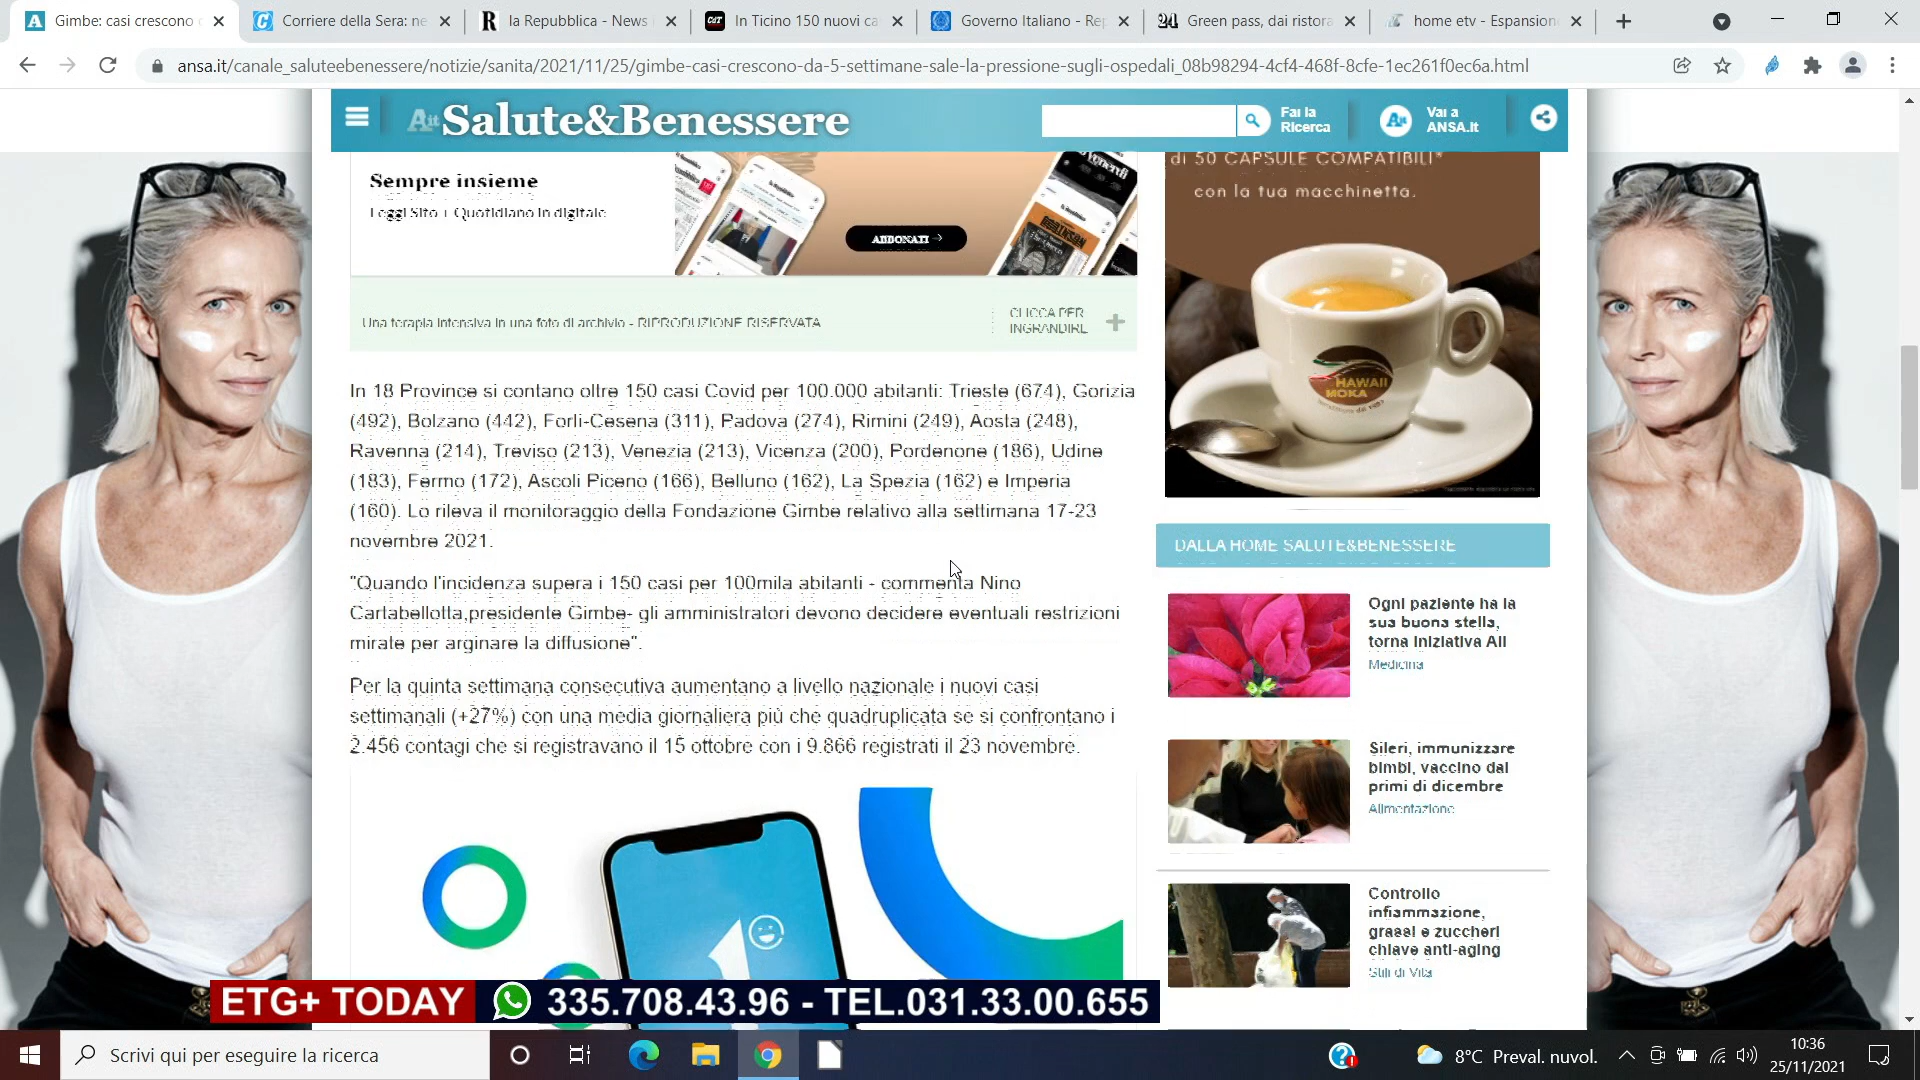 Gimbe: casi crescono d
Corriere della Sera: ne
la Repubblica - News
In Ticino 150 nuovi ca
Governo Italiano - Rep
Green pass, dai ristora
home etv - Espansione
ansa.it/canale_saluteebenessere/notizie/sanita/2021/11/25/gimbe-casi-crescono-da-5-settimane-sale-la-pressione-sugli-ospedali_08b98294-4cf4-468f-8cfe-1ec261f0ec6a.html
A.it Salute&Benessere
Fai la
Ricerca
Vai a
ANSA.it
Sempre insieme
Leggi Sito + Quotidiano in digitale
ABBONATI →
Una terapia intensiva in una foto di archivio - RIPRODUZIONE RISERVATA
CLICCA PER
INGRANDIRE +
In 18 Province si contano oltre 150 casi Covid per 100.000 abitanti: Trieste (674), Gorizia
(492), Bolzano (442), Forlì-Cesena (311), Padova (274), Rimini (249), Aosta (248),
Ravenna (214), Treviso (213), Venezia (213), Vicenza (200), Pordenone (186), Udine
(183), Fermo (172), Ascoli Piceno (166), Belluno (162), La Spezia (162) e Imperia
(160). Lo rileva il monitoraggio della Fondazione Gimbe relativo alla settimana 17-23
novembre 2021.
"Quando l'incidenza supera i 150 casi per 100mila abitanti - commenta Nino
Cartabellotta,presidente Gimbe- gli amministratori devono decidere eventuali restrizioni
mirate per arginare la diffusione".
Per la quinta settimana consecutiva aumentano a livello nazionale i nuovi casi
settimanali (+27%) con una media giornaliera più che quadruplicata se si confrontano i
2.456 contagi che si registravano il 15 ottobre con i 9.866 registrati il 23 novembre.
di 50 CAPSULE COMPATIBILI*
con la tua macchinetta.
HAWAII
MOKA
DALLA HOME SALUTE&BENESSERE
Ogni paziente ha la
sua buona stella,
torna iniziativa Ail
Medicina
Sileri, immunizzare
bimbi, vaccino dai
primi di dicembre
Alimentazione
Controllo
infiammazione,
grassi e zuccheri
chiave anti-aging
Stili di Vita
ETG+ TODAY 335.708.43.96 - TEL.031.33.00.655
Scrivi qui per eseguire la ricerca
8°C Preval. nuvol.
10:36
25/11/2021